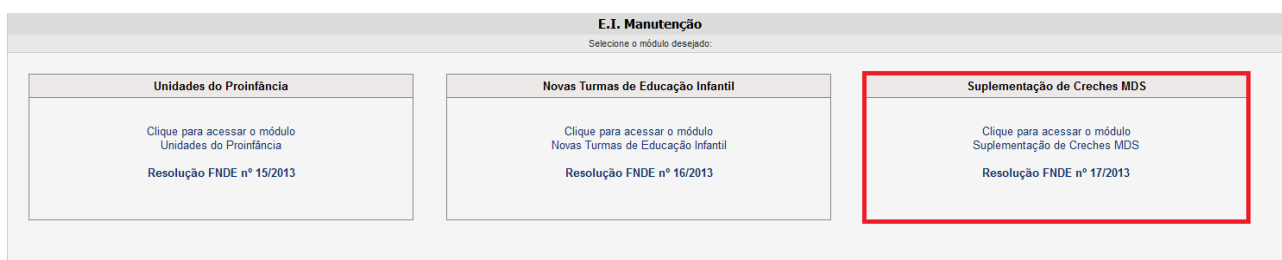 E.I. Manutenção
Selecione o módulo desejado:
Unidades do Proinfância
Clique para acessar o módulo
Unidades do Proinfância
Resolução FNDE nº 15/2013
Novas Turmas de Educação Infantil
Clique para acessar o módulo
Novas Turmas de Educação Infantil
Resolução FNDE nº 16/2013
Suplementação de Creches MDS
Clique para acessar o módulo
Suplementação de Creches MDS
Resolução FNDE nº 17/2013